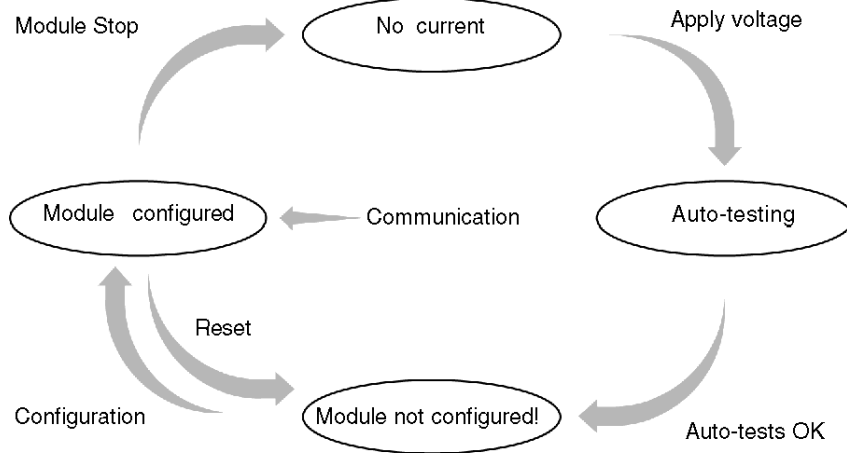 Module Stop
No current
Apply voltage
Module configured
Communication
Auto-testing
Reset
Configuration
Module not configured!
Auto-tests OK